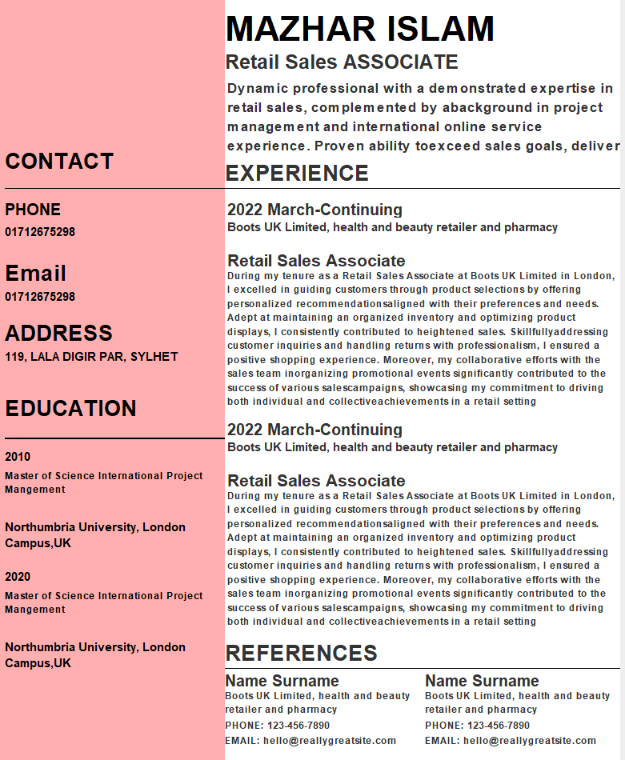 MAZHAR ISLAM
Retail Sales ASSOCIATE
Dynamic professional with a demonstrated expertise in
retail sales, complemented by abackground in project
management and international online service
experience. Proven ability toexceed sales goals, deliver
CONTACT
PHONE
01712675298
Email
01712675298
ADDRESS
119, LALA DIGIR PAR, SYLHET
EDUCATION
2010
Master of Science International Project
Mangement
Northumbria University, London
Campus,UK
2020
Master of Science International Project
Mangement
Northumbria University, London
Campus,UK
EXPERIENCE
2022 March-Continuing
Boots UK Limited, health and beauty retailer and pharmacy
Retail Sales Associate
During my tenure as a Retail Sales Associate at Boots UK Limited in London,
I excelled in guiding customers through product selections by offering
personalized recommendationsaligned with their preferences and needs.
Adept at maintaining an organized inventory and optimizing product
displays, I consistently contributed to heightened sales. Skillfullyaddressing
customer inquiries and handling returns with professionalism, I ensured a
positive shopping experience. Moreover, my collaborative efforts with the
sales team inorganizing promotional events significantly contributed to the
success of various salescampaigns, showcasing my commitment to driving
both individual and collectiveachievements in a retail setting
2022 March-Continuing
Boots UK Limited, health and beauty retailer and pharmacy
Retail Sales Associate
During my tenure as a Retail Sales Associate at Boots UK Limited in London,
I excelled in guiding customers through product selections by offering
personalized recommendationsaligned with their preferences and needs.
Adept at maintaining an organized inventory and optimizing product
displays, I consistently contributed to heightened sales. Skillfullyaddressing
customer inquiries and handling returns with professionalism, I ensured a
positive shopping experience. Moreover, my collaborative efforts with the
sales team inorganizing promotional events significantly contributed to the
success of various salescampaigns, showcasing my commitment to driving
both individual and collectiveachievements in a retail setting
REFERENCES
Name Surname
Boots UK Limited, health and beauty
retailer and pharmacy
PHONE: 123-456-7890
EMAIL: hello@reallygreatsite.com
Name Surname
Boots UK Limited, health and beauty
retailer and pharmacy
PHONE: 123-456-7890
EMAIL: hello@reallygreatsite.com